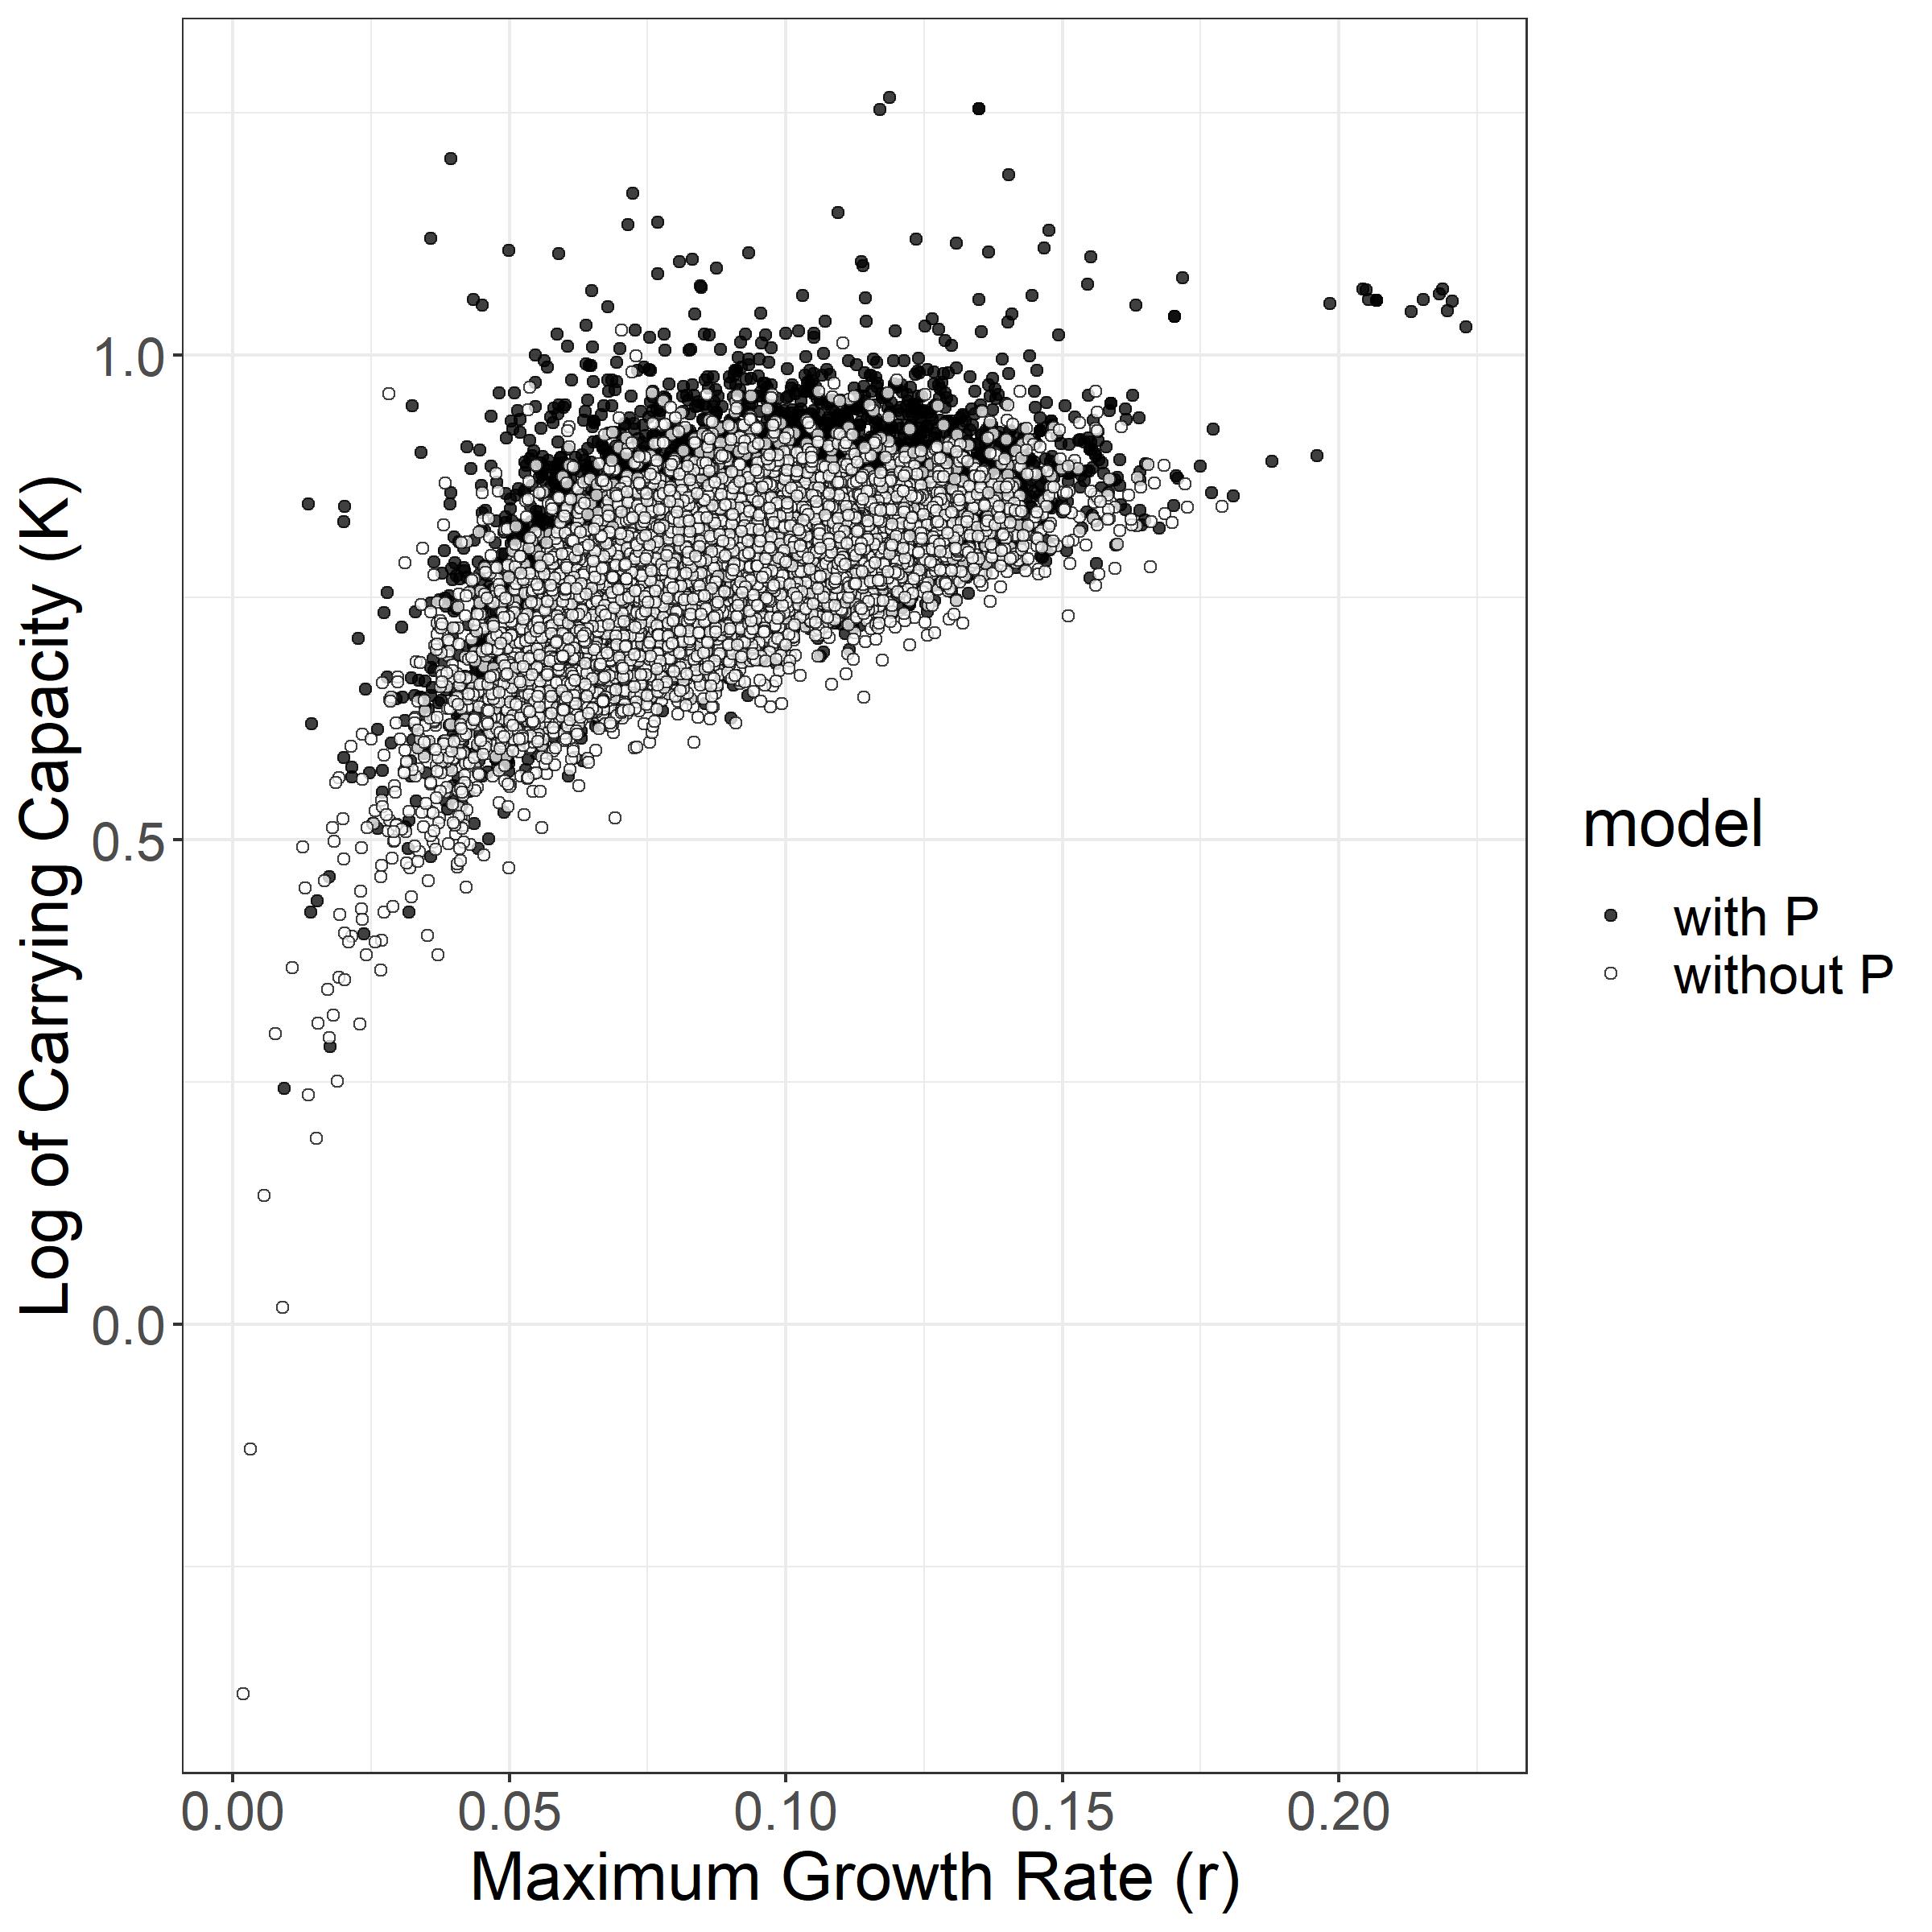 Log of Carrying Capacity (K)
1.0
0.5
0.0
0.00 0.05 0.10 0.15 0.20
Maximum Growth Rate (r)
model
with P
without P